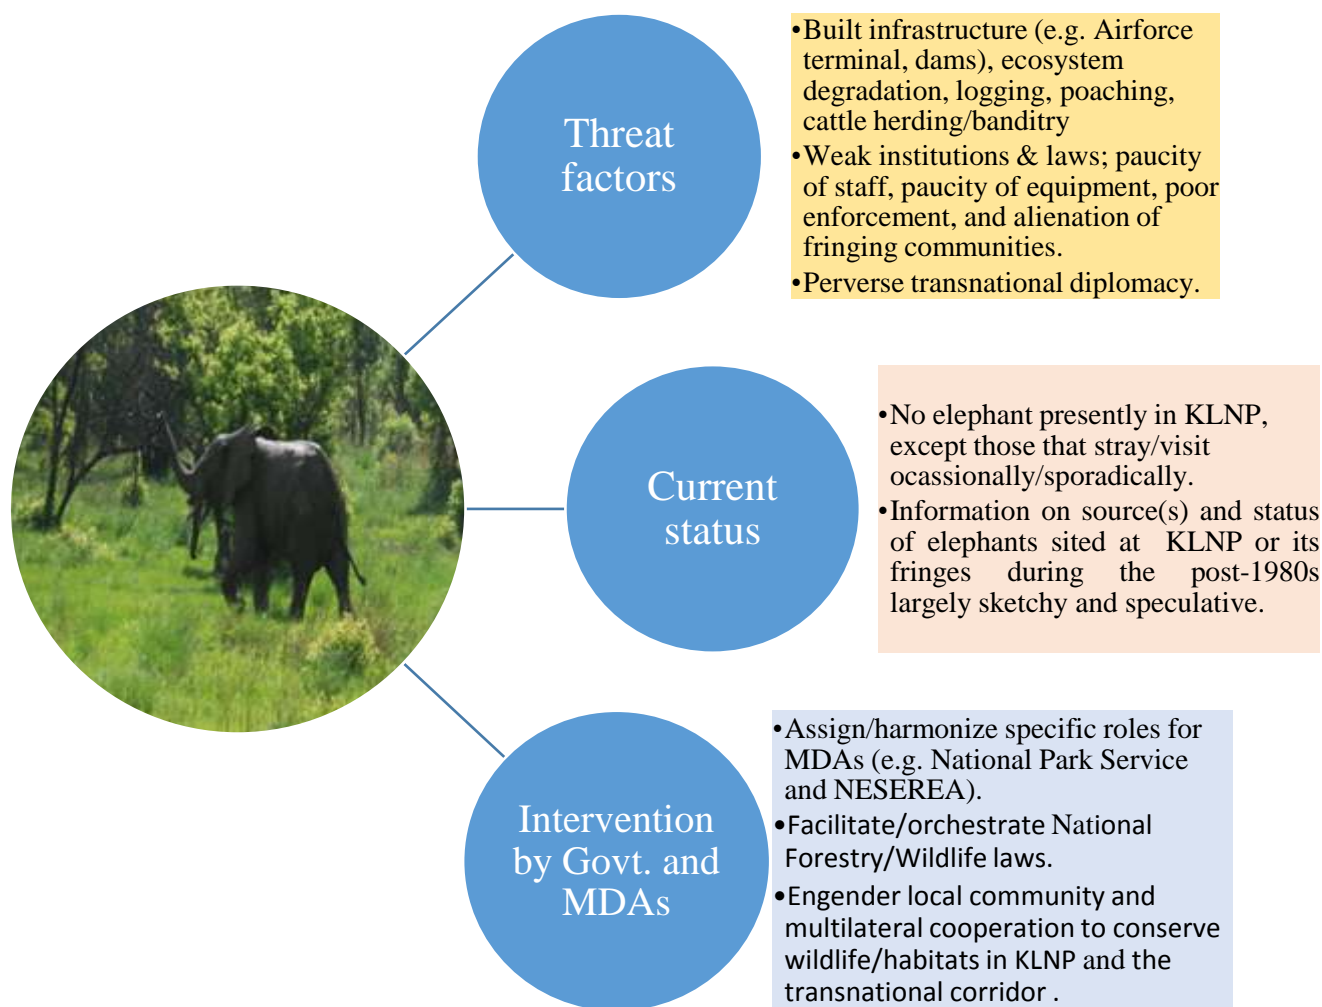 Threat
factors
•Built infrastructure (e.g. Airforce
terminal, dams), ecosystem
degradation, logging, poaching,
cattle herding/banditry
•Weak institutions & laws; paucity
of staff, paucity of equipment, poor
enforcement, and alienation of
fringing communities.
•Perverse transnational diplomacy.
Current
status
•No elephant presently in KLNP,
except those that stray/visit
ocassionally/sporadically.
•Information on source(s) and status
of elephants sited at KLNP or its
fringes during the post-1980s
largely sketchy and speculative.
Intervention
by Govt. and
MDAs
•Assign/harmonize specific roles for
MDAs (e.g. National Park Service
and NESEREA).
•Facilitate/orchestrate National
Forestry/Wildlife laws.
•Engender local community and
multilateral cooperation to conserve
wildlife/habitats in KLNP and the
transnational corridor .